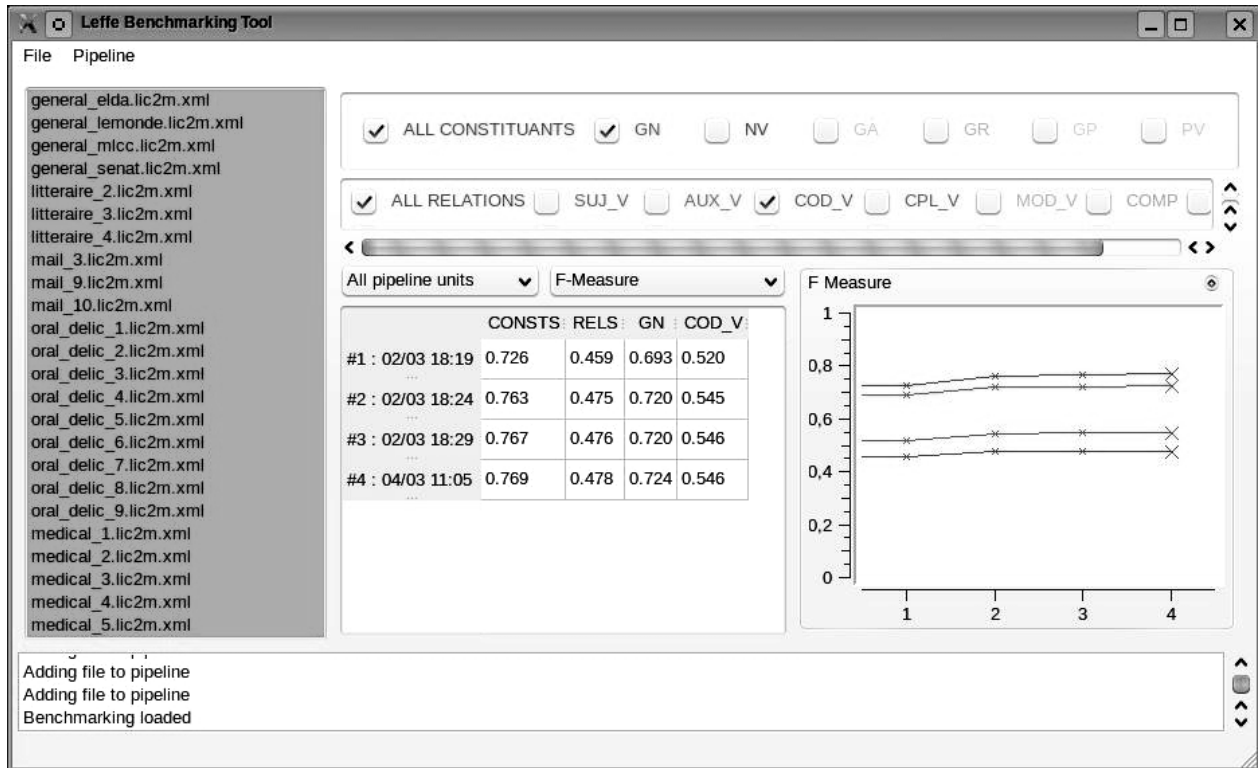 Leffe Benchmarking Tool
File Pipeline
general_elda.lic2m.xml
general_lemonde.lic2m.xml
general_mlcc.lic2m.xml
general_senat.lic2m.xml
litteraire_2.lic2m.xml
litteraire_3.lic2m.xml
litteraire_4.lic2m.xml
mail_3.lic2m.xml
mail_9.lic2m.xml
mail_10.lic2m.xml
oral_delic_1.lic2m.xml
oral_delic_2.lic2m.xml
oral_delic_3.lic2m.xml
oral_delic_4.lic2m.xml
oral_delic_5.lic2m.xml
oral_delic_6.lic2m.xml
oral_delic_7.lic2m.xml
oral_delic_8.lic2m.xml
oral_delic_9.lic2m.xml
medical_1.lic2m.xml
medical_2.lic2m.xml
medical_3.lic2m.xml
medical_4.lic2m.xml
medical_5.lic2m.xml
ALL CONSTITUANTS GN NV GA GR GP PV
ALL RELATIONS SUJ_V AUX_V COD_V CPL_V MOD_V COMP
All pipeline units F-Measure
CONSTS RELS GN COD_V
#1 : 02/03 18:19 0.726 0.459 0.693 0.520
...
#2 : 02/03 18:24 0.763 0.475 0.720 0.545
...
#3 : 02/03 18:29 0.767 0.476 0.720 0.546
...
#4 : 04/03 11:05 0.769 0.478 0.724 0.546
...
F Measure
1
0,8
0,6
0,4
0,2
0
1 2 3 4
Adding file to pipeline
Adding file to pipeline
Benchmarking loaded